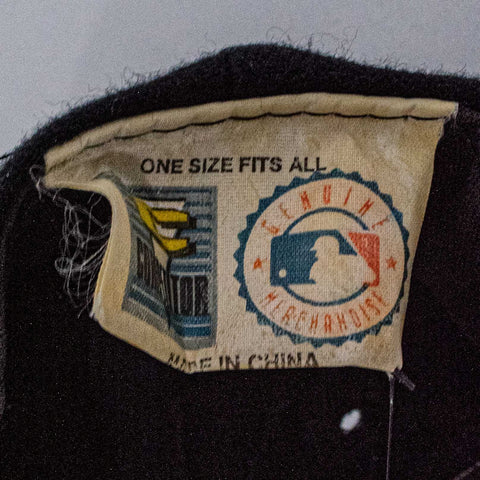 ONE SIZE FITS ALL
GENUINE
MERCHANDISE
MADE IN CHINA